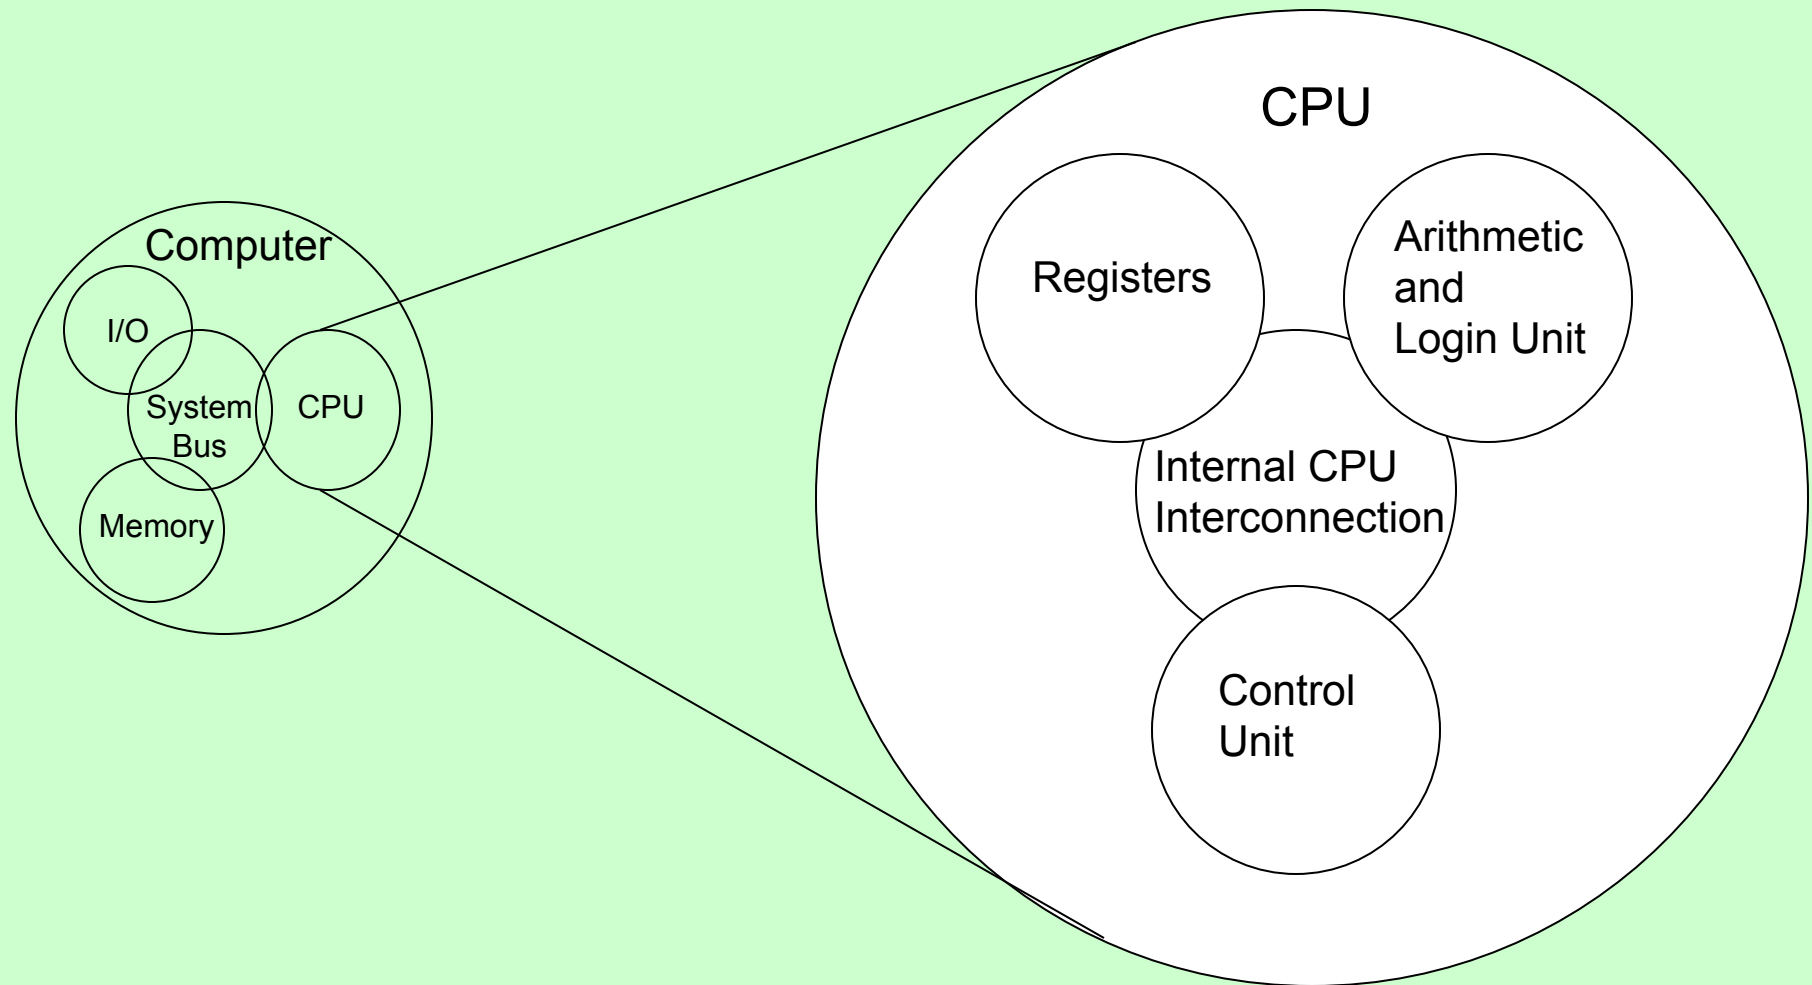 Computer
I/O
System
Bus
CPU
Memory
CPU
Registers
Arithmetic
and
Login Unit
Internal CPU
Interconnection
Control
Unit